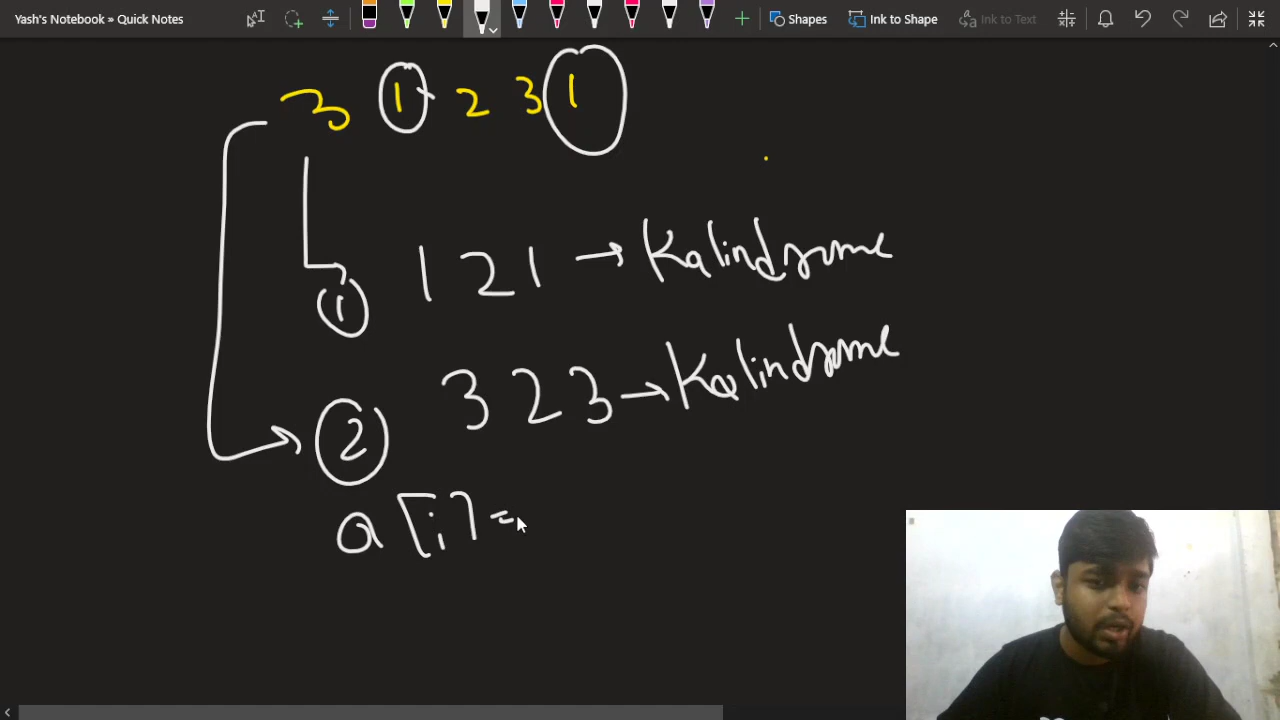 Yash's Notebook » Quick Notes
Shapes
Ink to Shape
Ink to Text
3 1 2 3 1
1 2 1 → Kalindrome
1
3 2 3 → Kalindrome
2
a[i]=